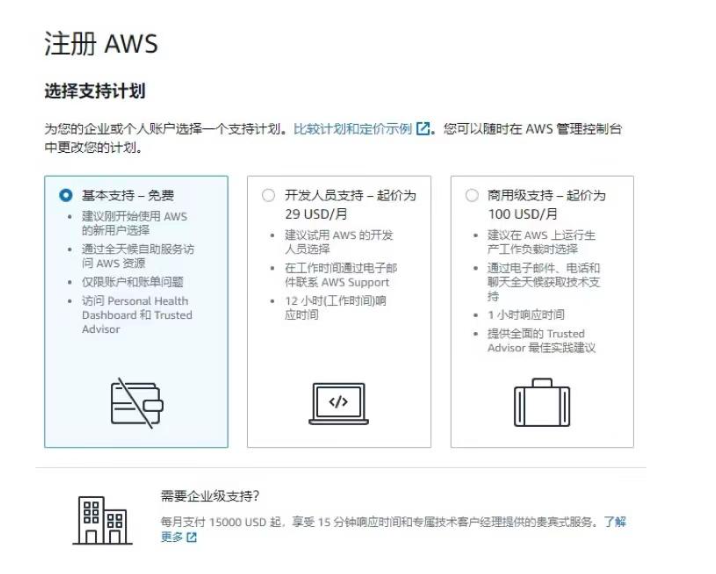 注册 AWS
选择支持计划
为您的企业或个人账户选择一个支持计划。比较计划和定价示例。您可以随时在 AWS 管理控制台
中更改您的计划。
基本支持 – 免费
• 建议刚开始使用 AWS
的新用户选择
• 通过全天候自助服务访
问 AWS 资源
• 仅限账户和账单问题
• 访问 Personal Health
Dashboard 和 Trusted
Advisor
开发人员支持 – 起价为
29 USD/月
• 建议试用 AWS 的开发
人员选择
• 在工作时间通过电子邮
件联系 AWS Support
• 12 小时(工作时间)响
应时间
</>
商用级支持 – 起价为
100 USD/月
• 建议在 AWS 上运行生
产工作负载时选择
• 通过电子邮件、电话和
聊天全天候获取技术支
持
• 1 小时响应时间
• 提供全面的 Trusted
Advisor 最佳实践建议
需要企业级支持?
每月支付 15000 USD 起，享受 15 分钟响应时间和专属技术客户经理提供的贵宾式服务。了解
更多